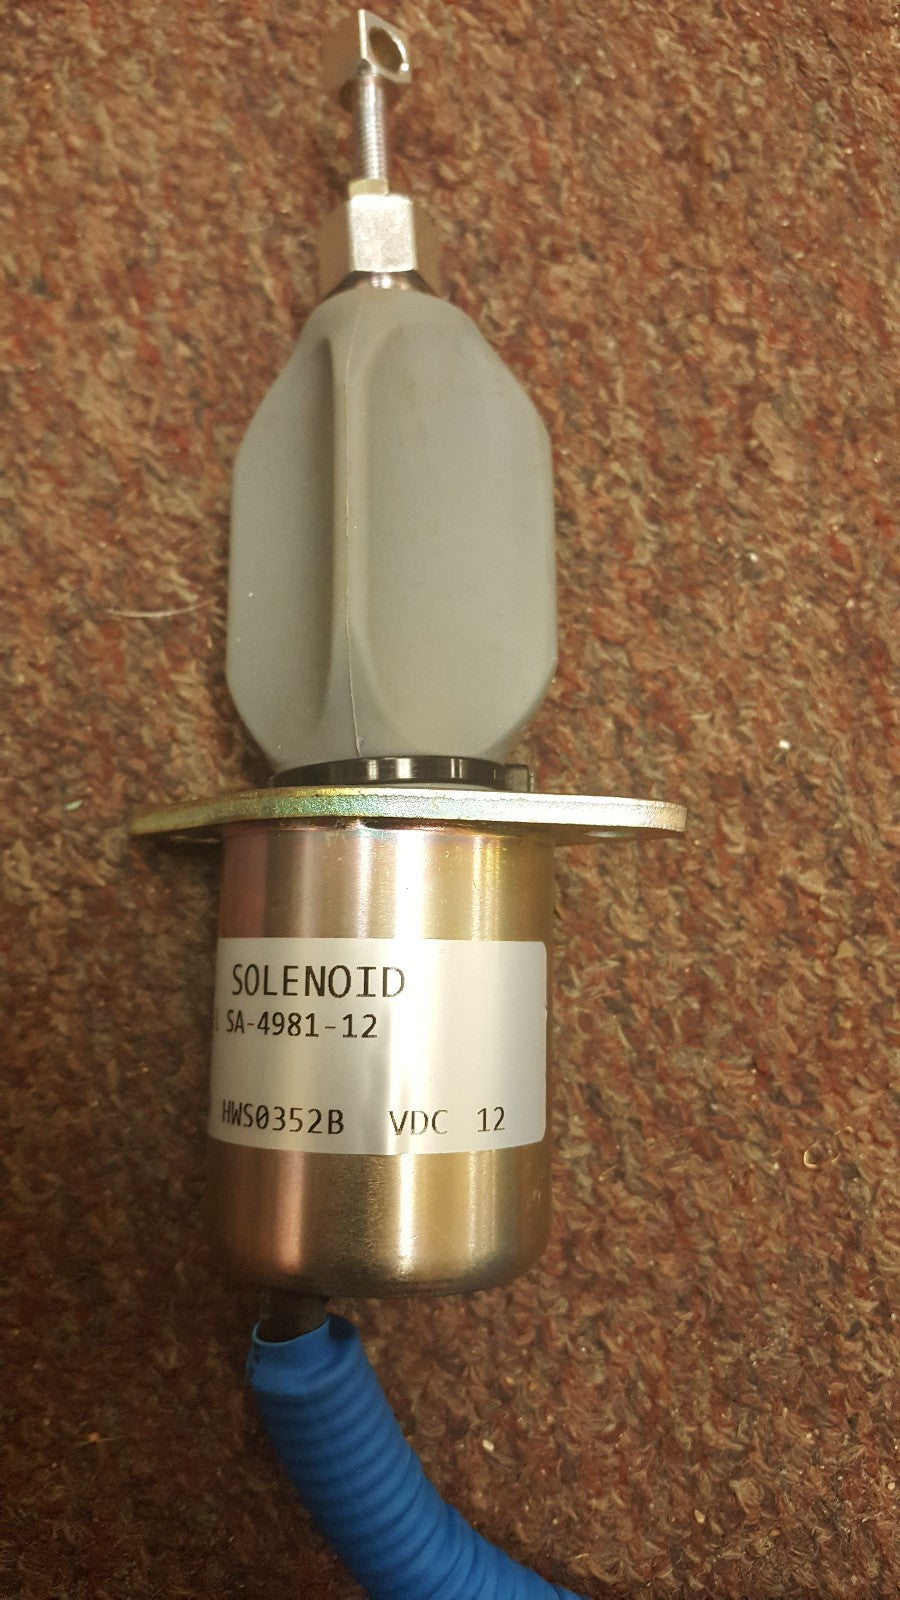 SOLENOID
SA-4981-12
HWS0352B VDC 12